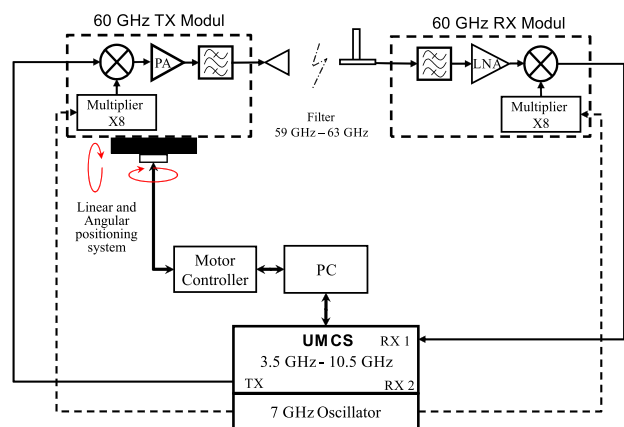 60 GHz TX Modul
60 GHz RX Modul
PA
LNA
Multiplier
X8
Multiplier
X8
Filter
59 GHz – 63 GHz
Linear and
Angular
positioning
system
Motor
Controller
PC
UMCS
RX 1
3.5 GHz - 10.5 GHz
TX
RX 2
7 GHz Oscillator